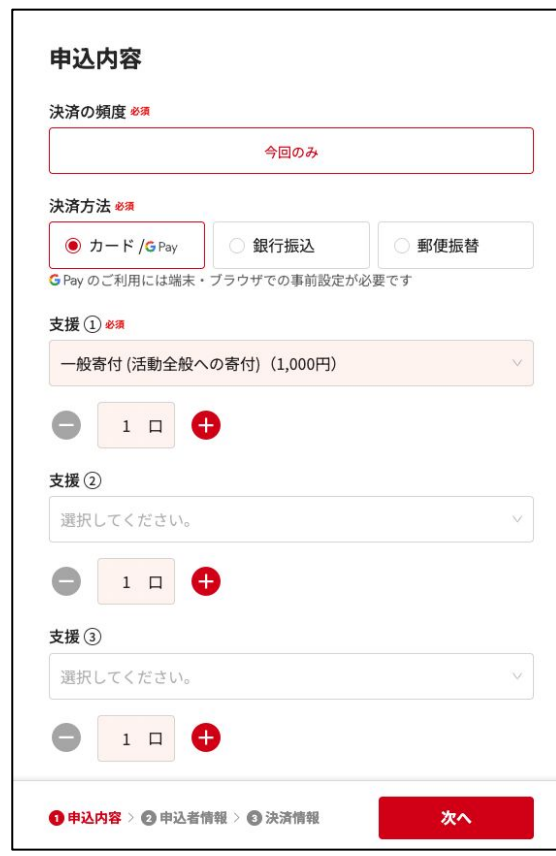 申込内容
決済の頻度 必須
今回のみ
決済方法 必須
カード /G Pay
銀行振込
郵便振替
G Pay のご利用には端末・ブラウザでの事前設定が必要です
支援① 必須
一般寄付 (活動全般への寄付)（1,000円）
1 口
支援②
選択してください。
1 口
支援③
選択してください。
1 口
1 申込内容 > 2 申込者情報 > 3 決済情報
次へ